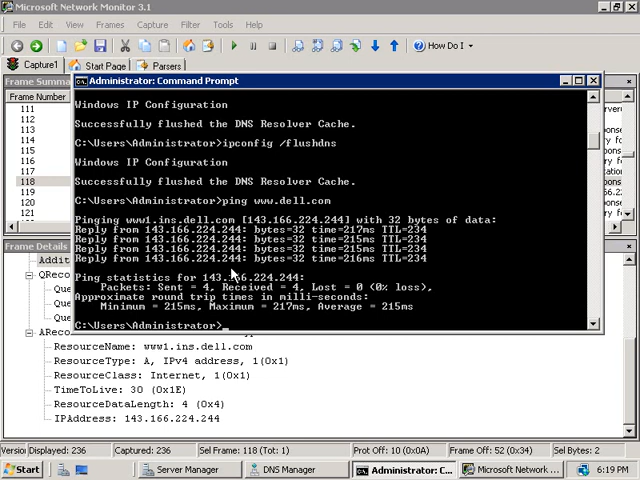 Microsoft Network Monitor 3.1
File Edit View Frames Capture Filter Tools Help
How Do I
Capture1 Start Page Parsers
Frame Summa
Administrator: Command Prompt
Frame Number
111
112
113
114
115
116
117
118
119
120
121
Windows IP Configuration
Successfully flushed the DNS Resolver Cache.
C:\Users\Administrator>ipconfig /flushdns
Windows IP Configuration
Successfully flushed the DNS Resolver Cache.
C:\Users\Administrator>ping www.dell.com
Pinging www1.ins.dell.com [143.166.224.244] with 32 bytes of data:
Reply from 143.166.224.244: bytes=32 time=217ms TTL=234
Reply from 143.166.224.244: bytes=32 time=215ms TTL=234
Reply from 143.166.224.244: bytes=32 time=215ms TTL=234
Reply from 143.166.224.244: bytes=32 time=216ms TTL=234
Ping statistics for 143.166.224.244:
Packets: Sent = 4, Received = 4, Lost = 0 (0% loss),
Approximate round trip times in milli-seconds:
Minimum = 215ms, Maximum = 217ms, Average = 215ms
C:\Users\Administrator>_
Frame Details
Addit
QReco
Que
Que
AReco
ResourceName: www1.ins.dell.com
ResourceType: A, IPv4 address, 1(0x1)
ResourceClass: Internet, 1(0x1)
TimeToLive: 30 (0x1E)
ResourceDataLength: 4 (0x4)
IPAddress: 143.166.224.244
Version Displayed: 236 Captured: 236 Sel Frame: 118 (Tot: 1) Prot Off: 10 (0x0A) Frame Off: 52 (0x34) Sel Bytes: 2
Start Server Manager DNS Manager Administrator: C... Microsoft Network ... 6:19 PM